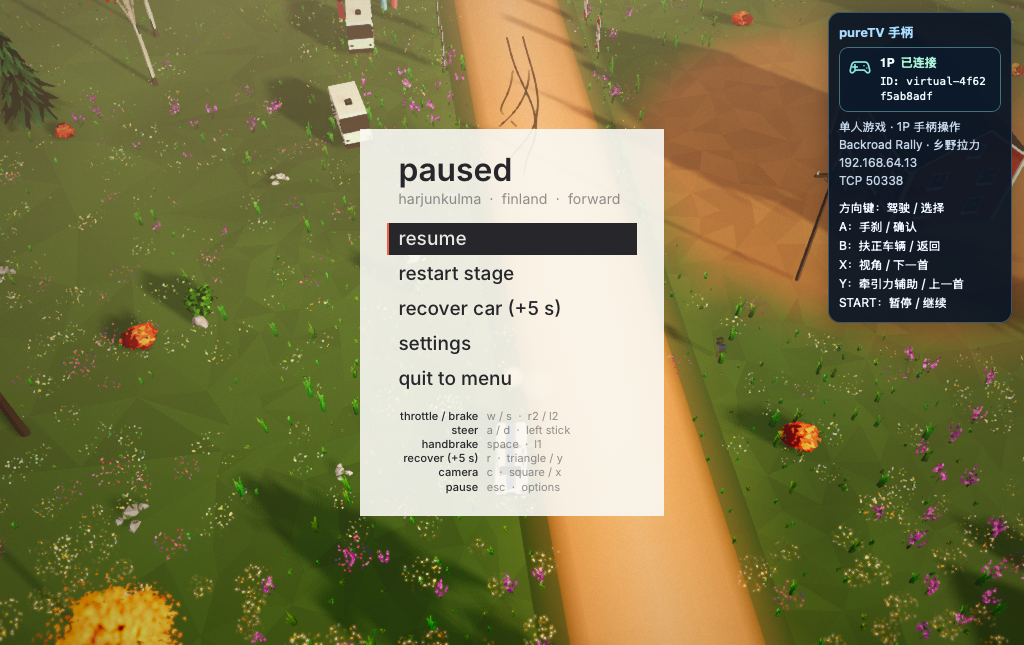 paused
harjunkulma · finland · forward
resume
restart stage
recover car (+5 s)
settings
quit to menu
throttle / brake w / s · r2 / l2
steer a / d · left stick
handbrake space · l1
recover (+5 s) r · triangle / y
camera c · square / x
pause esc · options
pureTV 手柄
1P 已连接
ID: virtual-4f62
f5ab8adf
单人游戏 · 1P 手柄操作
Backroad Rally · 乡野拉力
192.168.64.13
TCP 50338
方向键：驾驶 / 选择
A：手刹 / 确认
B：扶正车辆 / 返回
X：视角 / 下一首
Y：牵引力辅助 / 上一首
START：暂停 / 继续